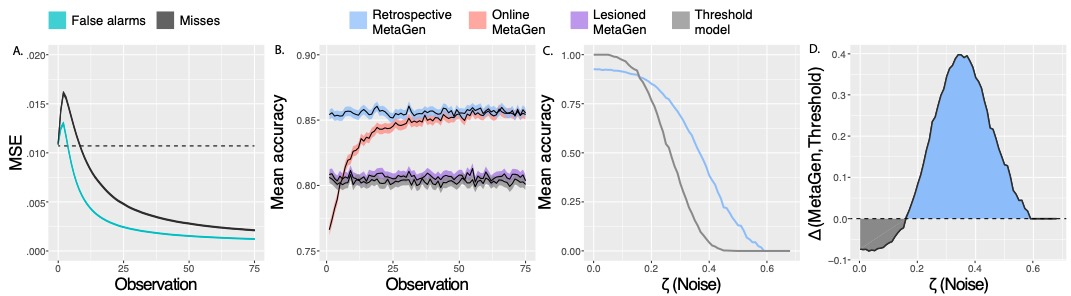 False alarms
Misses
Retrospective
MetaGen
Online
MetaGen
Lesioned
MetaGen
Threshold
model
A.
.020
.015
.010
.005
.000
MSE
0
25
50
75
Observation
B.
0.90
0.85
0.80
0.75
Mean accuracy
0
25
50
75
Observation
C.
1.00
0.75
0.50
0.25
0.00
Mean accuracy
0.0
0.2
0.4
0.6
ζ (Noise)
D.
0.4
0.3
0.2
0.1
0.0
−0.1
Δ(MetaGen,Threshold)
0.0
0.2
0.4
0.6
ζ (Noise)